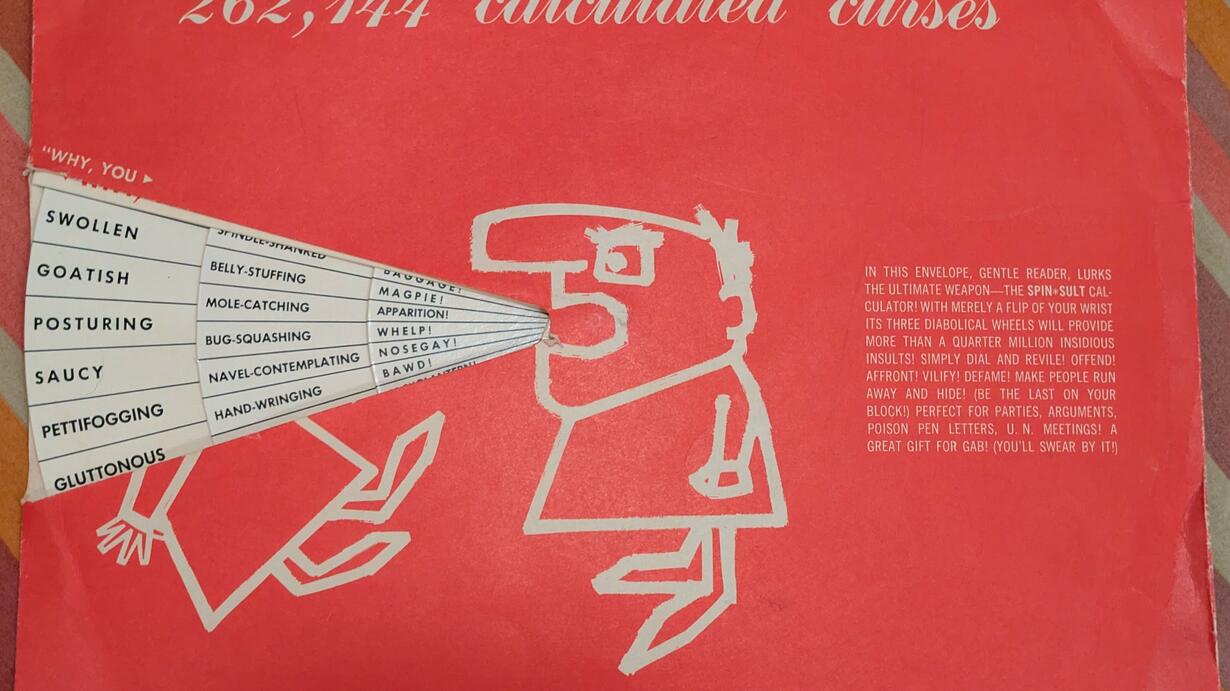 262,144 calculated curses
"WHY, YOU ▸
SWOLLEN
GOATISH
POSTURING
SAUCY
PETTIFOGGING
GLUTTONOUS
SPINDLE-SHANKED
BELLY-STUFFING
MOLE-CATCHING
BUG-SQUASHING
NAVEL-CONTEMPLATING
HAND-WRINGING
BAGGAGE!
MAGPIE!
APPARITION!
WHELP!
NOSEGAY!
BAWD!
IN THIS ENVELOPE, GENTLE READER, LURKS
THE ULTIMATE WEAPON—THE SPIN*SULT CAL-
CULATOR! WITH MERELY A FLIP OF YOUR WRIST
ITS THREE DIABOLICAL WHEELS WILL PROVIDE
MORE THAN A QUARTER MILLION INSIDIOUS
INSULTS! SIMPLY DIAL AND REVILE! OFFEND!
AFFRONT! VILIFY! DEFAME! MAKE PEOPLE RUN
AWAY AND HIDE! (BE THE LAST ON YOUR
BLOCK!) PERFECT FOR PARTIES, ARGUMENTS,
POISON PEN LETTERS, U. N. MEETINGS! A
GREAT GIFT FOR GAB! (YOU'LL SWEAR BY IT!)